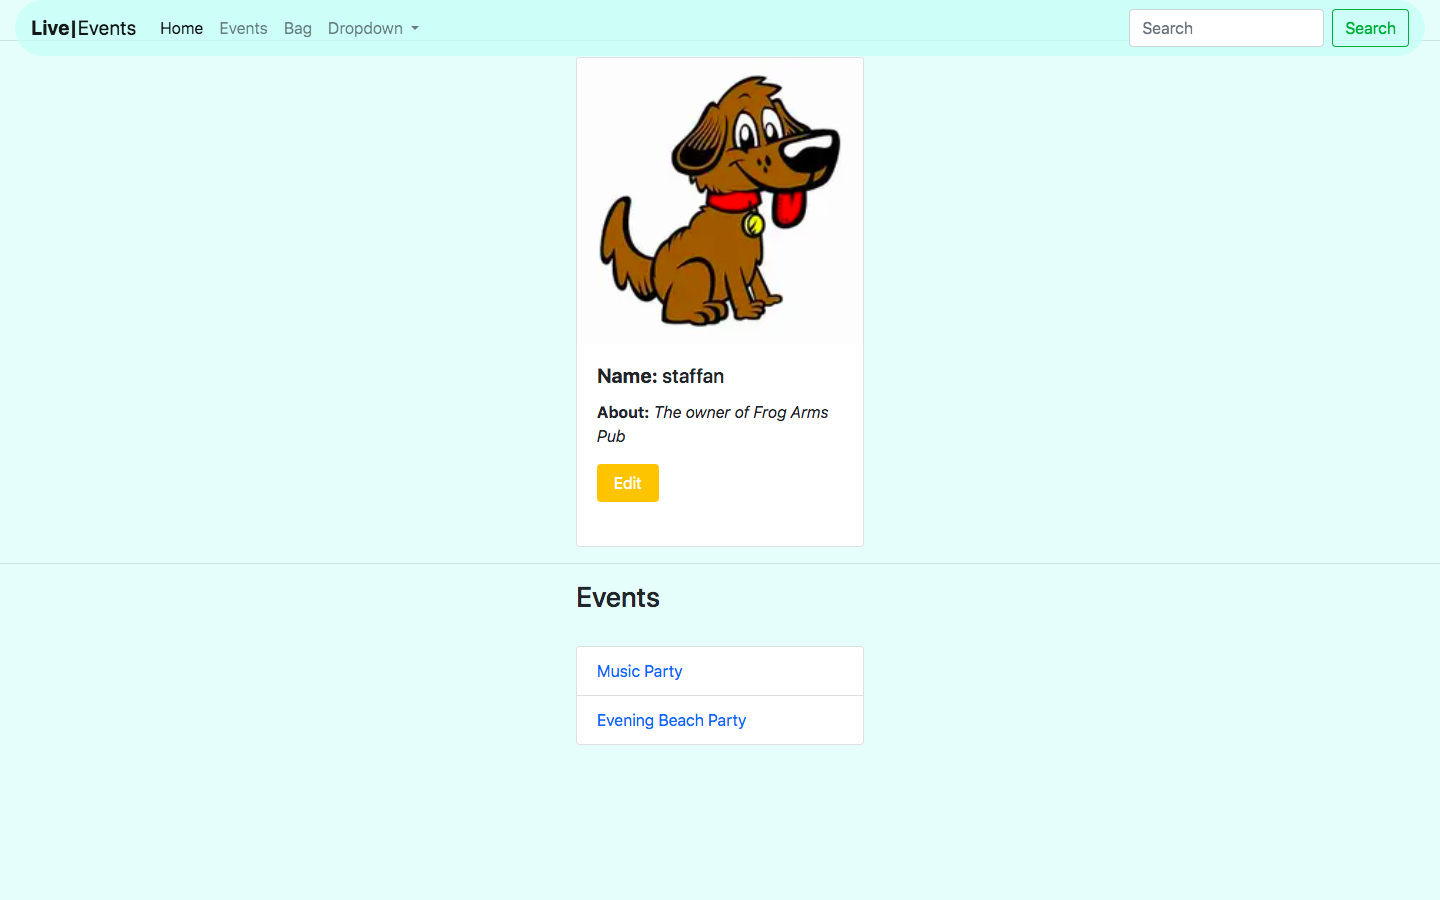 Live|Events Home Events Bag Dropdown Search Search
Name: staffan
About: The owner of Frog Arms
Pub
Edit
Events
Music Party
Evening Beach Party